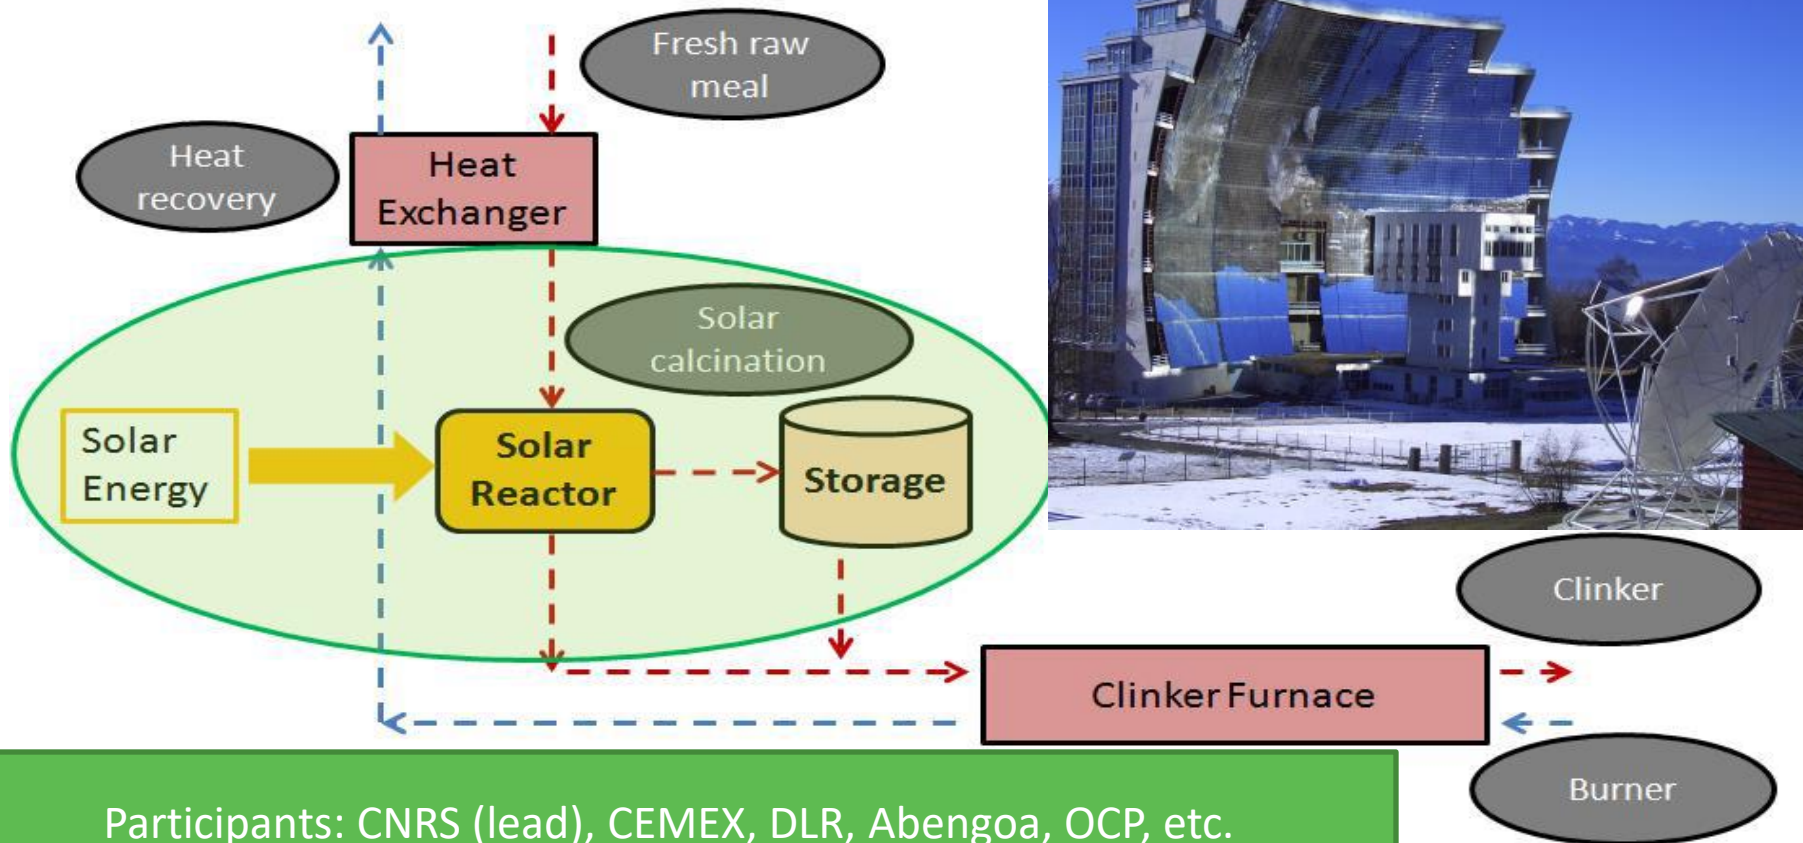 Fresh raw
meal
Heat
recovery
Heat
Exchanger
Solar
calcination
Solar
Energy
Solar
Reactor
Storage
Clinker
Clinker Furnace
Burner
Participants: CNRS (lead), CEMEX, DLR, Abengoa, OCP, etc.